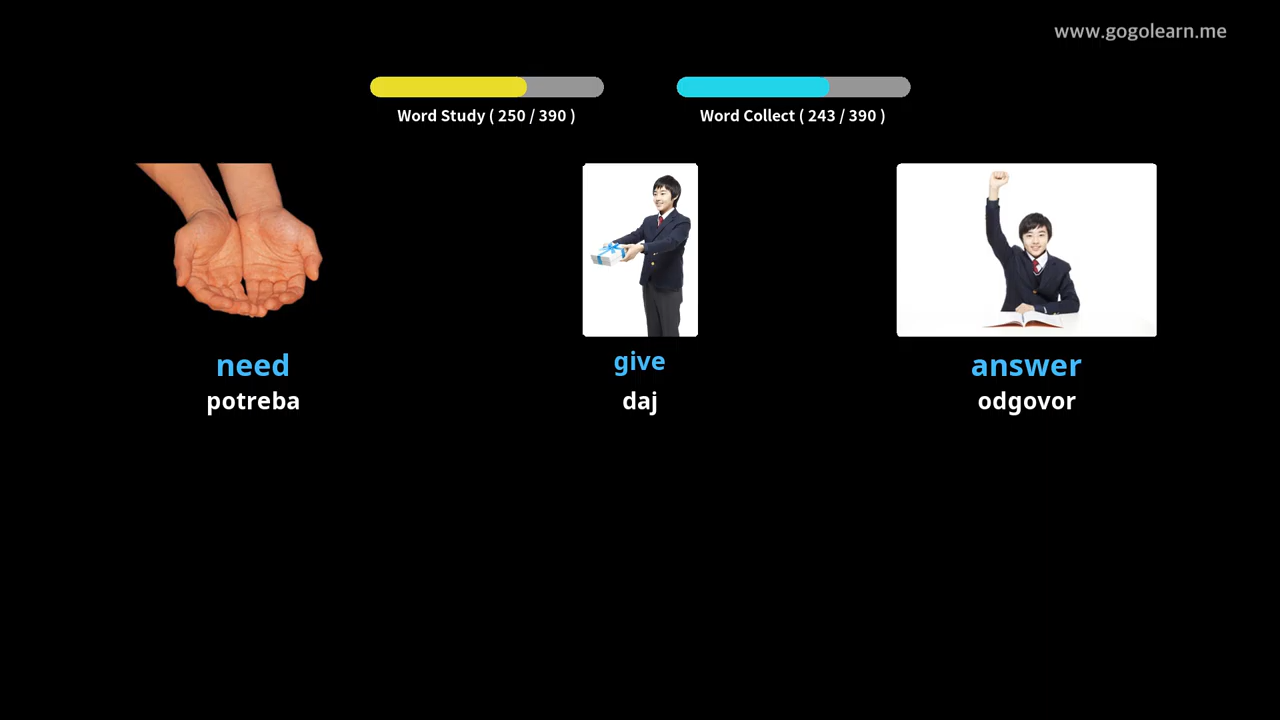 www.gogolearn.me
Word Study ( 250 / 390 )
Word Collect ( 243 / 390 )
need
potreba
give
daj
answer
odgovor